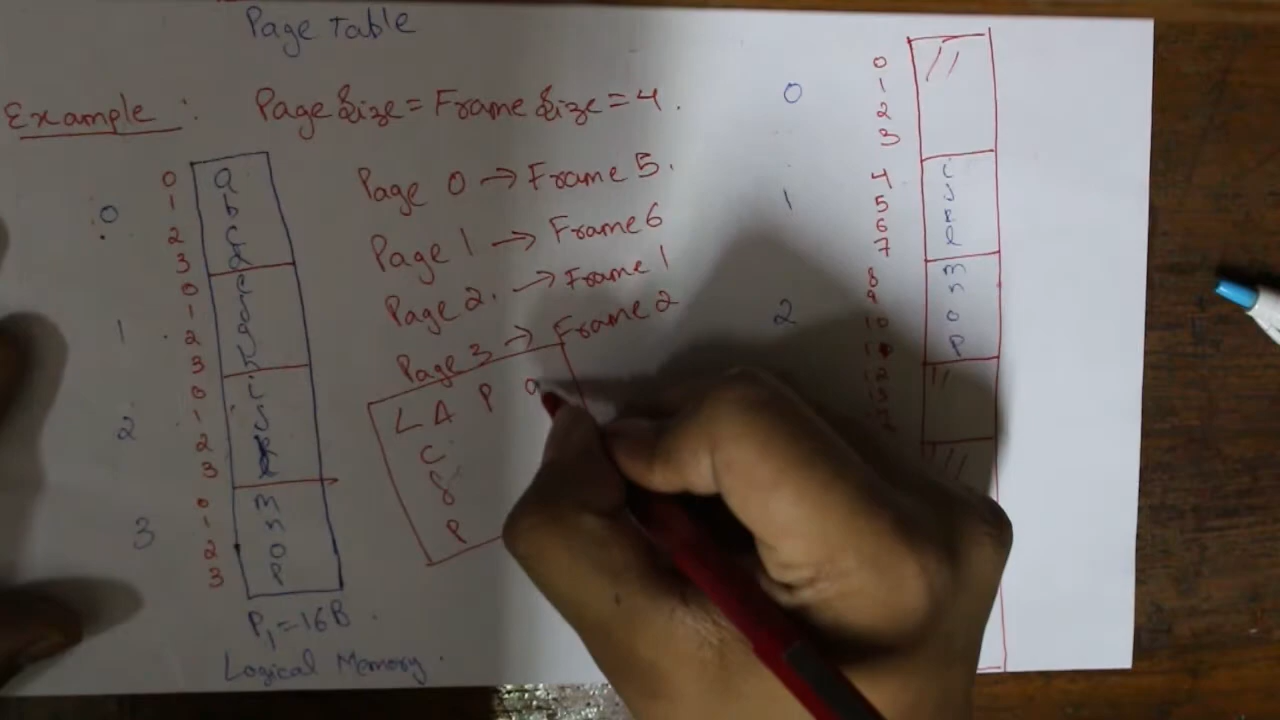 Page Table
Example : Page Size = Frame Size = 4.
Page 0 → Frame 5.
Page 1 → Frame 6
Page 2. → Frame 1
Page 3 → Frame 2
0
0 a
1 b
2 c
3 d
1
0 e
1 f
2 g
3 h
2
0 i
1 j
2
3
3
0 m
1 n
2 o
3 p
P₁ = 16B.
Logical Memory.
L A P
C
P
0
0
1
2
3
1
4 i
5 j
6 k
7 l
2
8 m
9 n
10 o
p